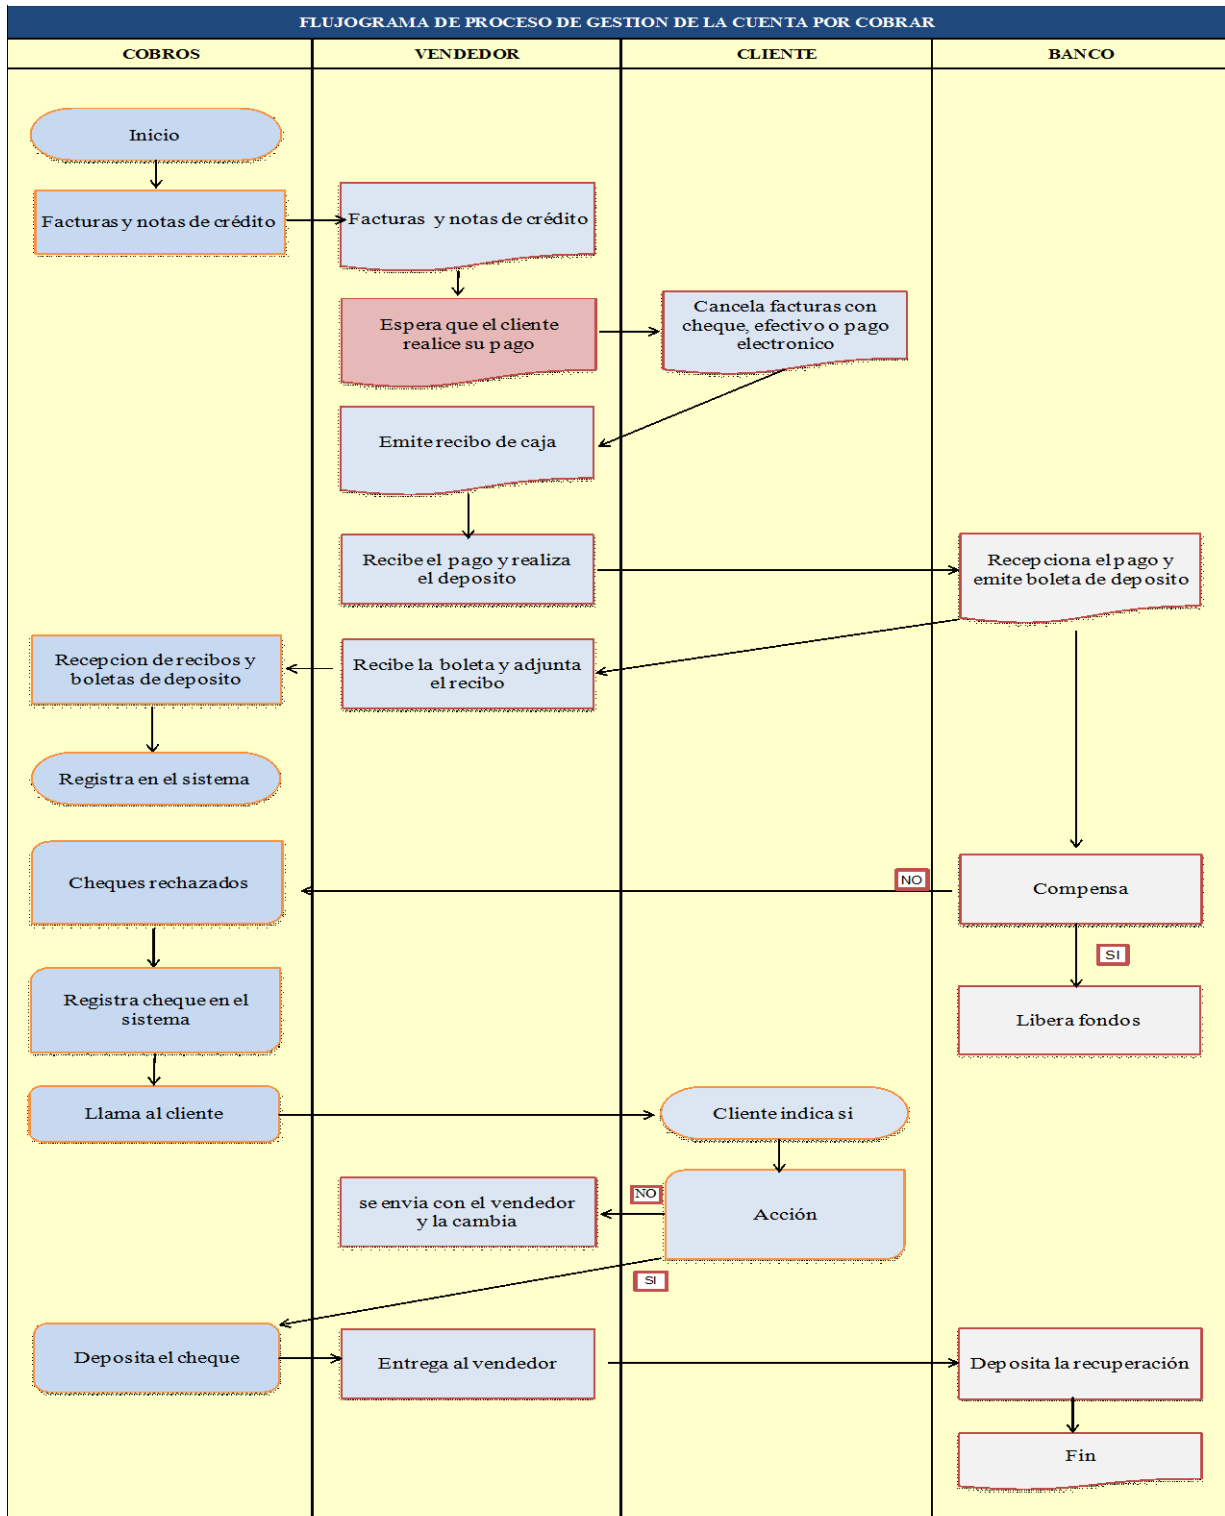 FLUJOGRAMA DE PROCESO DE GESTION DE LA CUENTA POR COBRAR
COBROS
VENDEDOR
CLIENTE
BANCO
Inicio
Facturas y notas de crédito
Facturas y notas de crédito
Espera que el cliente
realice su pago
Cancela facturas con
cheque, efectivo o pago
electronico
Emite recibo de caja
Recibe el pago y realiza
el deposito
Recepciona el pago y
emite boleta de deposito
Recibe la boleta y adjunta
el recibo
Recepcion de recibos y
boletas de deposito
Registra en el sistema
Compensa
NO
Cheques rechazados
SI
Libera fondos
Registra cheque en el
sistema
Llama al cliente
Cliente indica si
Acción
NO
se envia con el vendedor
y la cambia
SI
Deposita el cheque
Entrega al vendedor
Deposita la recuperación
Fin